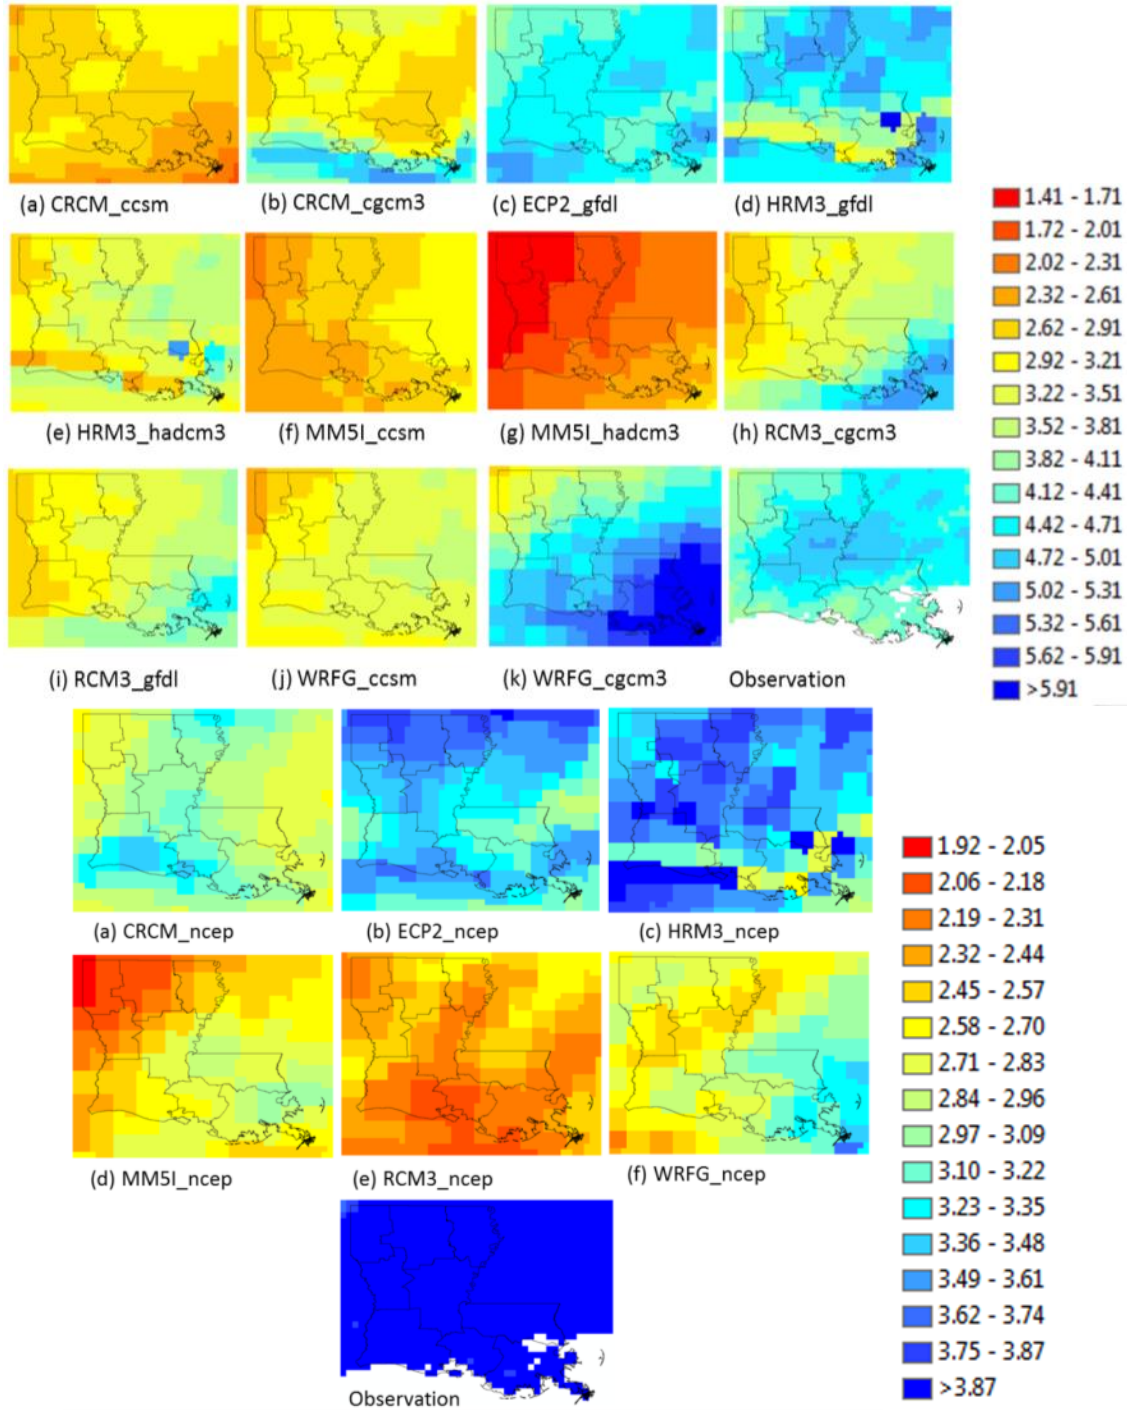 (a) CRCM_ccsm
(b) CRCM_cgcm3
(c) ECP2_gfdl
(d) HRM3_gfdl
(e) HRM3_hadcm3
(f) MM5I_ccsm
(g) MM5I_hadcm3
(h) RCM3_cgcm3
(i) RCM3_gfdl
(j) WRFG_ccsm
(k) WRFG_cgcm3
Observation
1.41 - 1.71
1.72 - 2.01
2.02 - 2.31
2.32 - 2.61
2.62 - 2.91
2.92 - 3.21
3.22 - 3.51
3.52 - 3.81
3.82 - 4.11
4.12 - 4.41
4.42 - 4.71
4.72 - 5.01
5.02 - 5.31
5.32 - 5.61
5.62 - 5.91
>5.91
(a) CRCM_ncep
(b) ECP2_ncep
(c) HRM3_ncep
(d) MM5I_ncep
(e) RCM3_ncep
(f) WRFG_ncep
Observation
1.92 - 2.05
2.06 - 2.18
2.19 - 2.31
2.32 - 2.44
2.45 - 2.57
2.58 - 2.70
2.71 - 2.83
2.84 - 2.96
2.97 - 3.09
3.10 - 3.22
3.23 - 3.35
3.36 - 3.48
3.49 - 3.61
3.62 - 3.74
3.75 - 3.87
>3.87